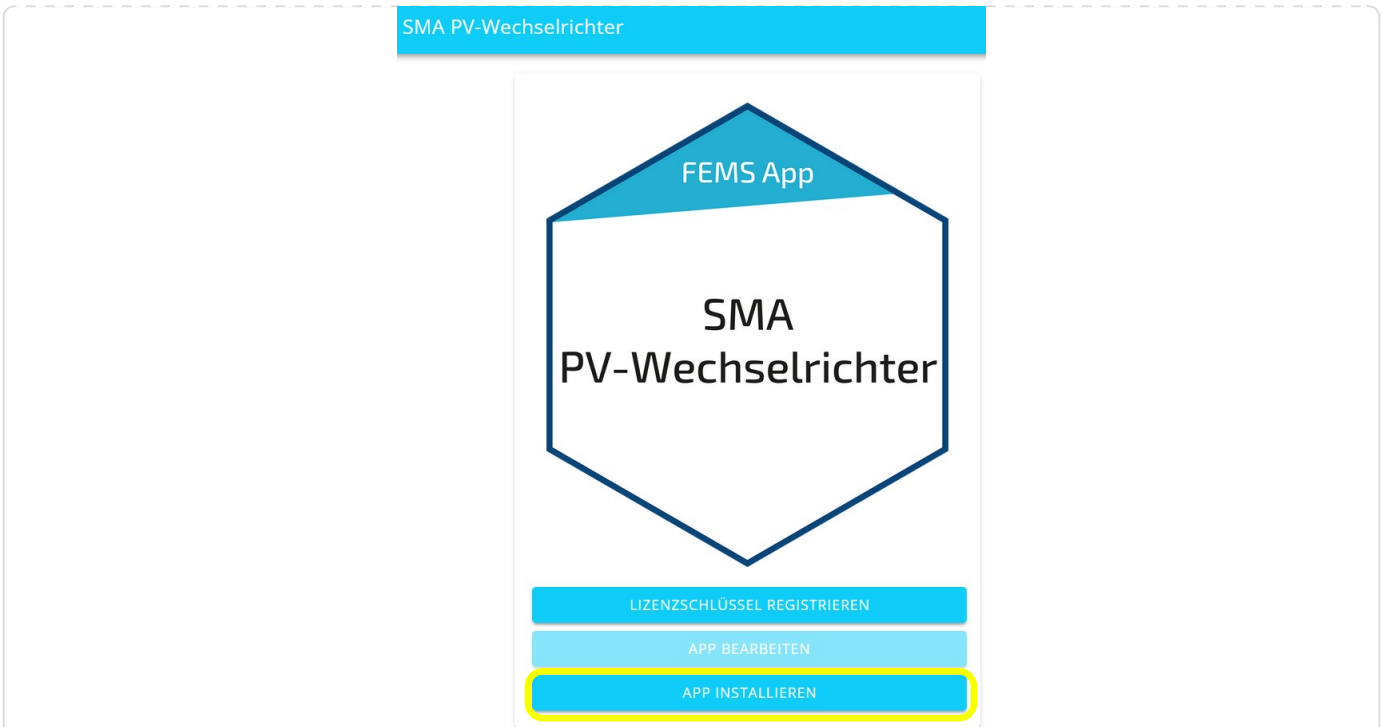 SMA PV-Wechselrichter
FEMS App
SMA
PV-Wechselrichter
LIZENZSCHLÜSSEL REGISTRIEREN
APP BEARBEITEN
APP INSTALLIEREN